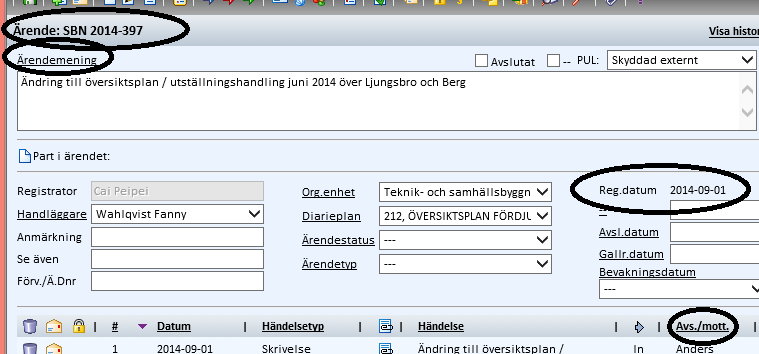 Ärende: SBN 2014-397
Visa histor
Ärendemening
Avslutat
-- PUL: Skyddad externt
Ändring till översiktsplan / utställningshandling juni 2014 över Ljungsbro och Berg
Part i ärendet:
Registrator Cai Peipei Org.enhet Teknik- och samhällsbyggn Reg.datum 2014-09-01
Handläggare Wahlqvist Fanny Diarieplan 212, ÖVERSIKTSPLAN FÖRDJU --
Anmärkning Ärendestatus --- Avsl.datum
Se även Ärendetyp --- Gallr.datum
Förv./Ä.Dnr Bevakningsdatum
---
| # Datum | Händelsetyp | Händelse | Avs./mott. |
1 2014-09-01 Skrivelse Ändring till översiktsplan / In Anders